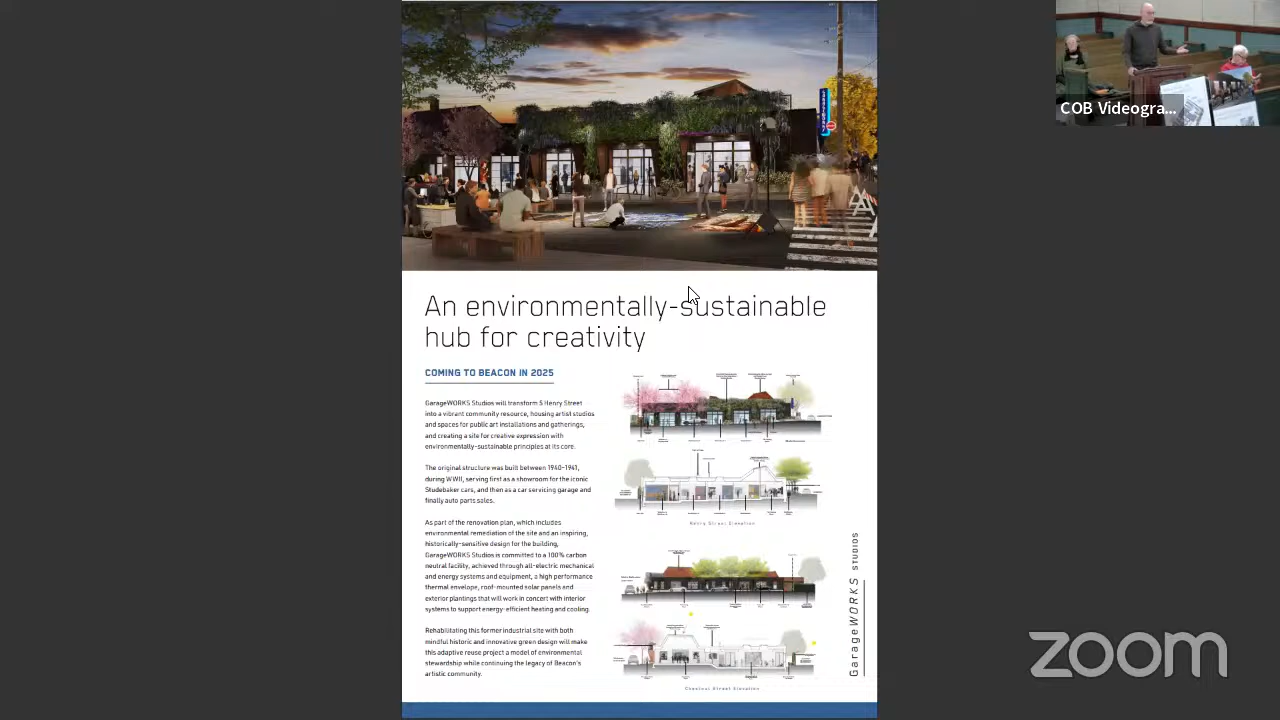 COB Videogra...
An environmentally-sustainable
hub for creativity
COMING TO BEACON IN 2025
GarageWORKS Studios will transform 5 Henry Street
into a vibrant community resource, housing artist studios
and spaces for public art installations and gatherings,
and creating a site for creative expression with
environmentally-sustainable principles at its core.
The original structure was built between 1940-1941,
during WWII, serving first as a showroom for the iconic
Studebaker cars, and then as a car servicing garage and
finally auto parts sales.
As part of the renovation plan, which includes
environmental remediation of the site and an inspiring,
historically-sensitive design for the building,
GarageWORKS Studios is committed to a 100% carbon
neutral facility, achieved through all-electric mechanical
and energy systems and equipment, a high performance
thermal envelope, roof-mounted solar panels and
exterior plantings that will work in concert with interior
systems to support energy-efficient heating and cooling.
Rehabilitating this former industrial site with both
mindful historic and innovative green design will make
this adaptive reuse project a model of environmental
stewardship while continuing the legacy of Beacon's
artistic community.
Henry Street Elevation
Chestnut Street Elevation
GarageWORKS STUDIOS
zoom